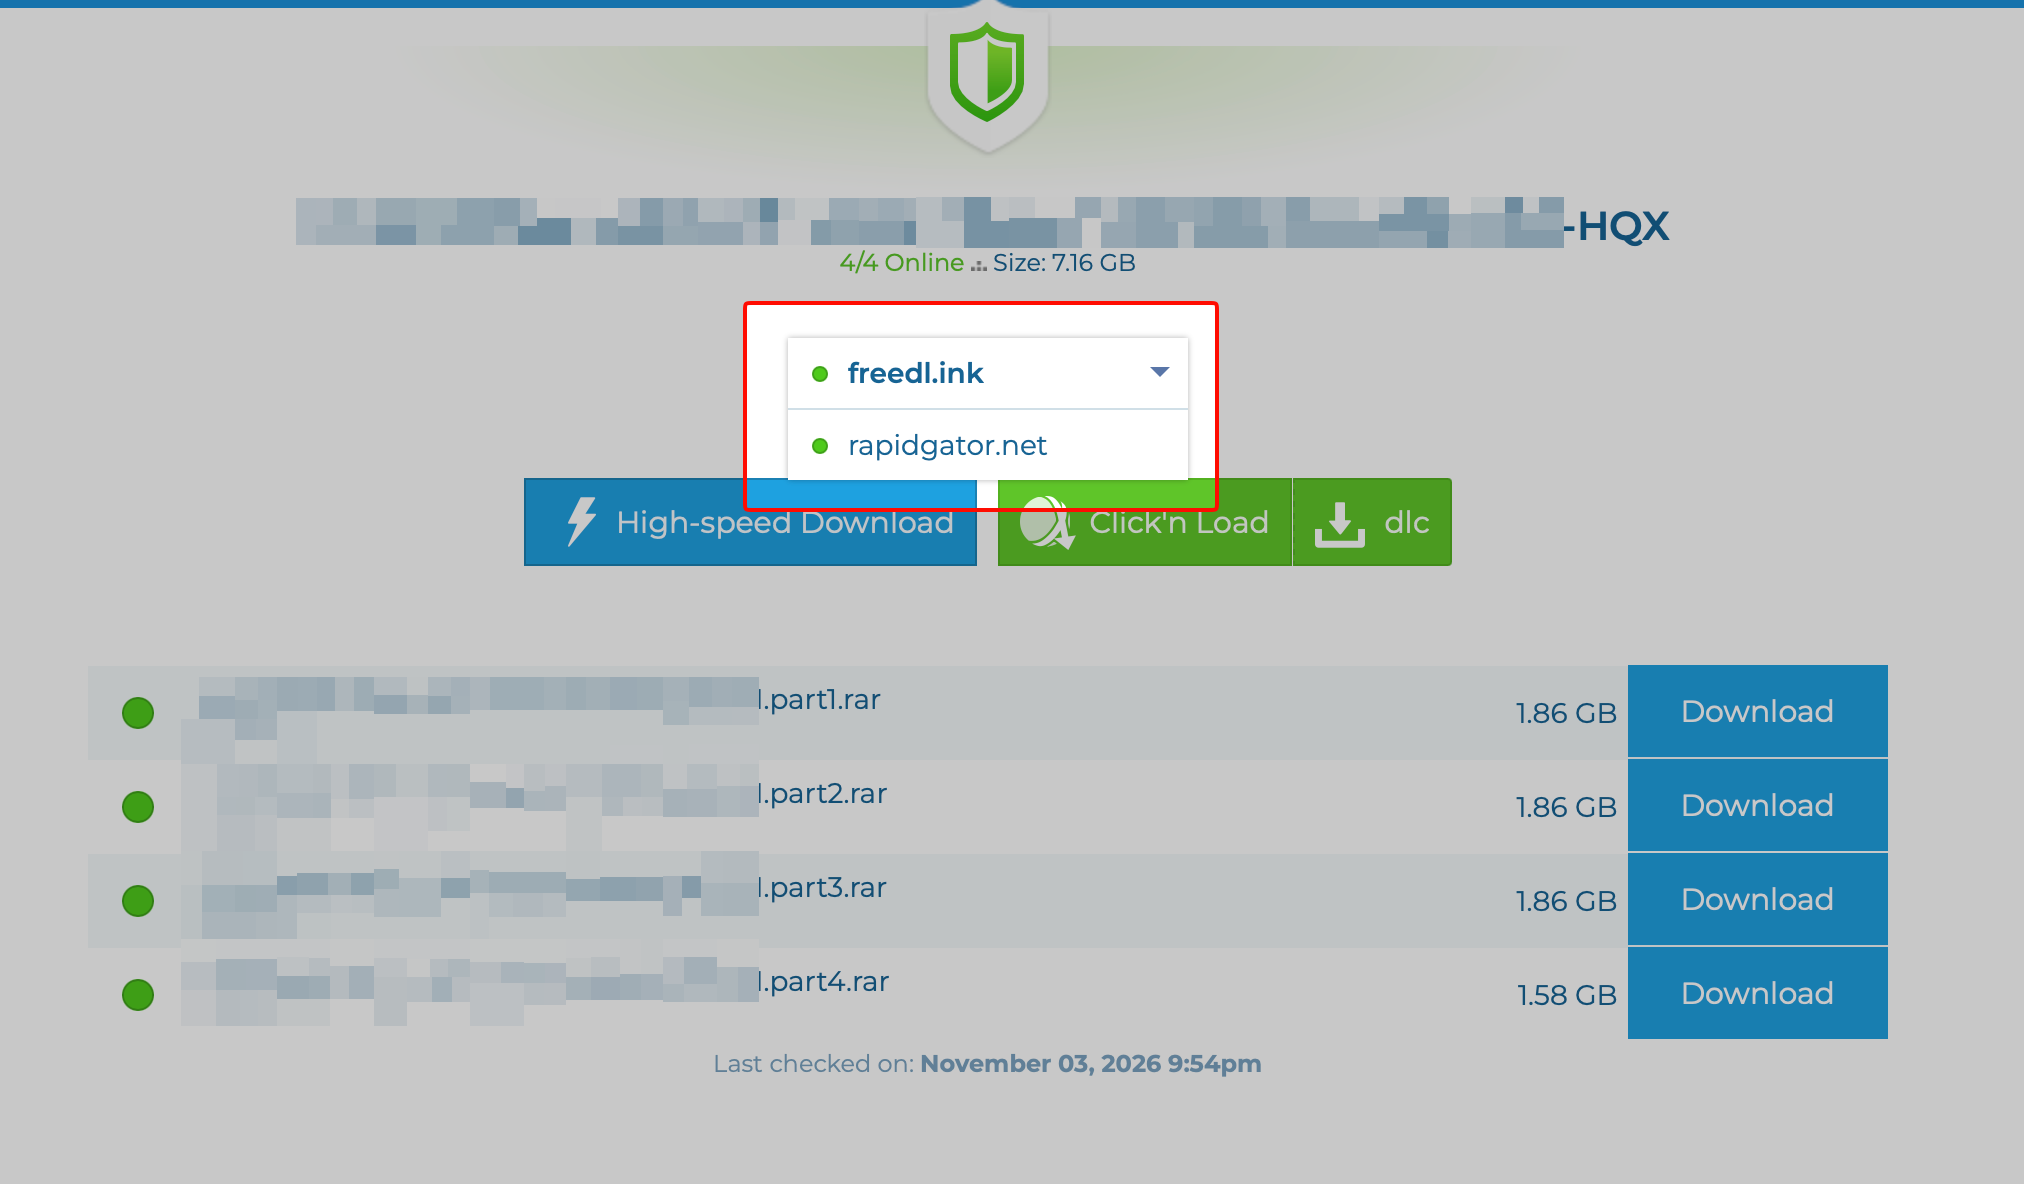 -HQX
4/4 Online Size: 7.16 GB
freedl.ink
rapidgator.net
High-speed Download
Click'n Load
dlc
.part1.rar
1.86 GB
Download
.part2.rar
1.86 GB
Download
.part3.rar
1.86 GB
Download
.part4.rar
1.58 GB
Download
Last checked on: November 03, 2026 9:54pm